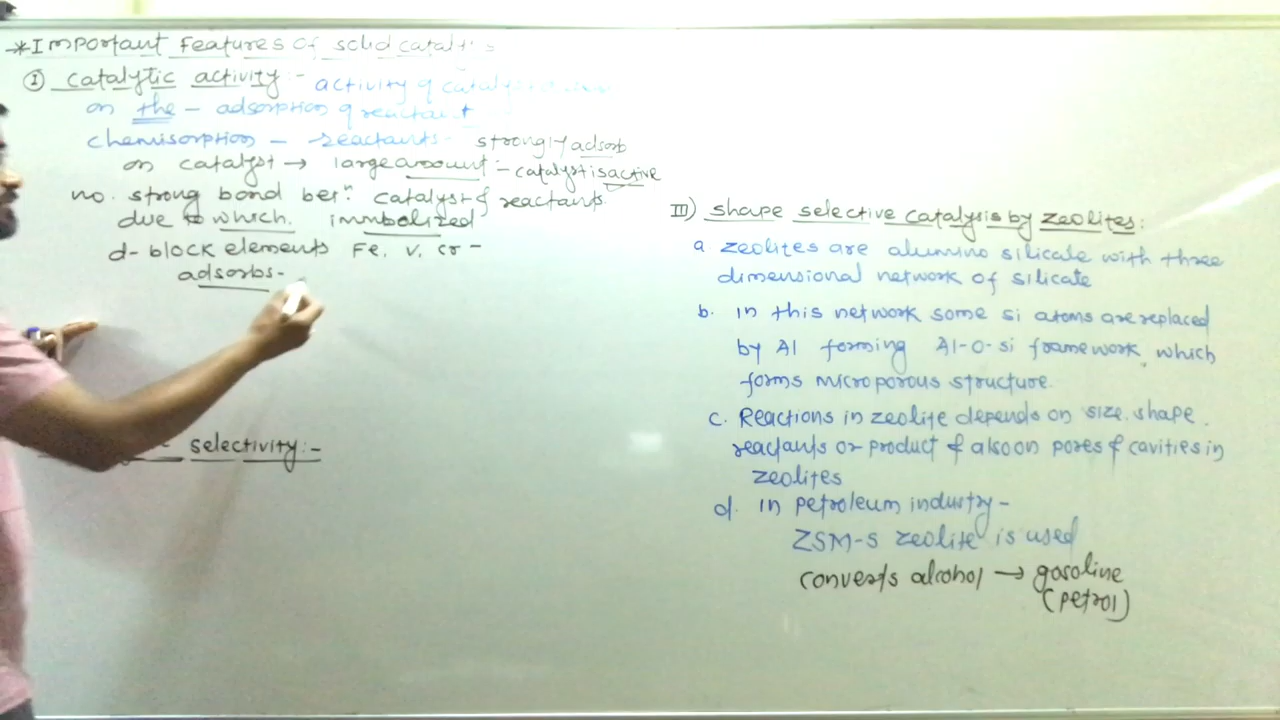 *Important Features of solid
① catalytic activity:- activity of
on the - adsorption of reactant
chemisorption - reactants - strongly adsorb
on catalyst → large amount - catalyst is active
no. strong bond betⁿ catalyst & reactants
due to which immbolized
d-block elements Fe, V, Cr -
adsorbs-
selectivity:-
III) shape selective catalysis by zeolites:
a zeolites are alumino silicate with three
dimensional network of silicate
b. In this network some si atoms are replaced
by Al forming Al-O-si framework, which
forms microporous structure.
c. Reactions in zeolite depends on size. shape.
reactants or product & also on pores & cavities in
zeolites
d. in petroleum industry-
ZSM-5 zeolite is used
converts alcohol → gasoline
(petrol)